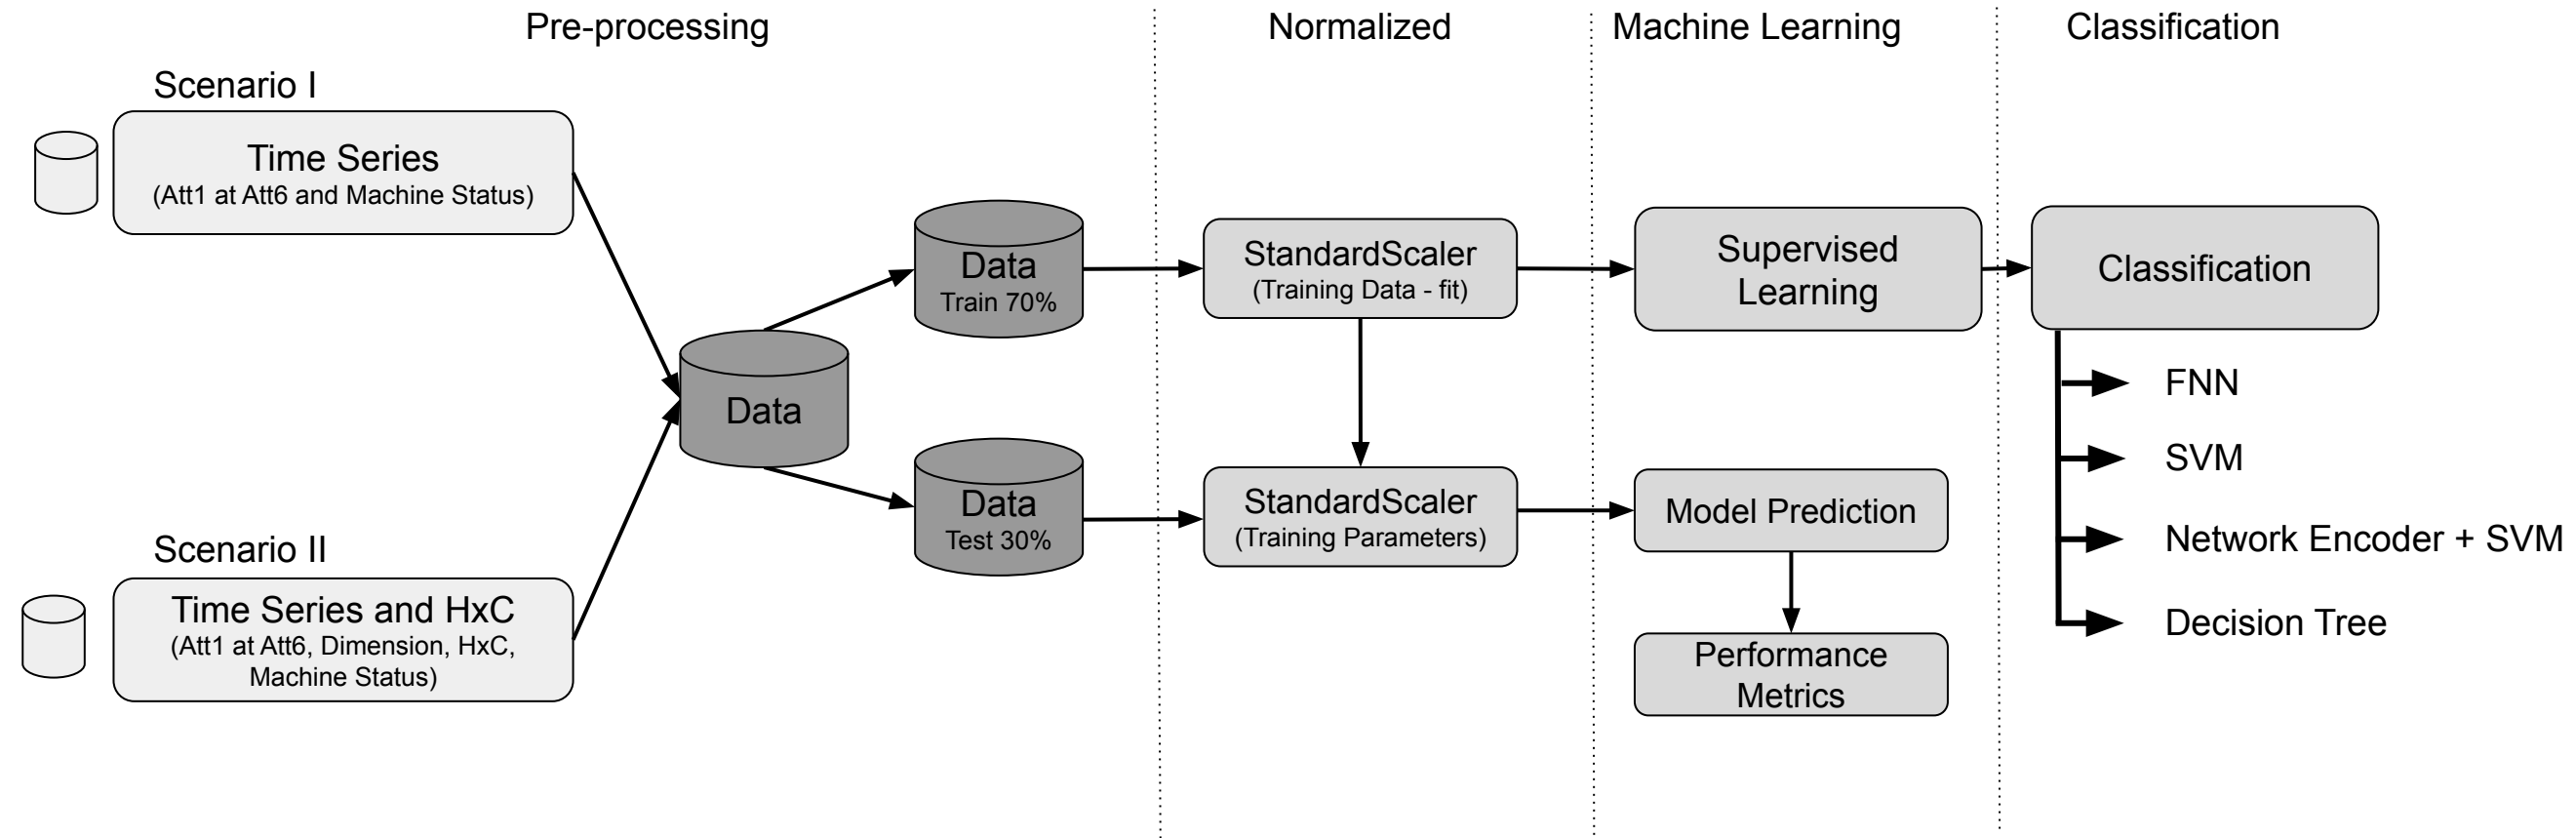 Pre-processing
Normalized
Machine Learning
Classification
Scenario I
Time Series
(Att1 at Att6 and Machine Status)
Data
Train 70%
StandardScaler
(Training Data - fit)
Supervised
Learning
Classification
FNN
Data
SVM
Data
Test 30%
StandardScaler
(Training Parameters)
Model Prediction
Network Encoder + SVM
Scenario II
Time Series and HxC
(Att1 at Att6, Dimension, HxC,
Machine Status)
Decision Tree
Performance
Metrics